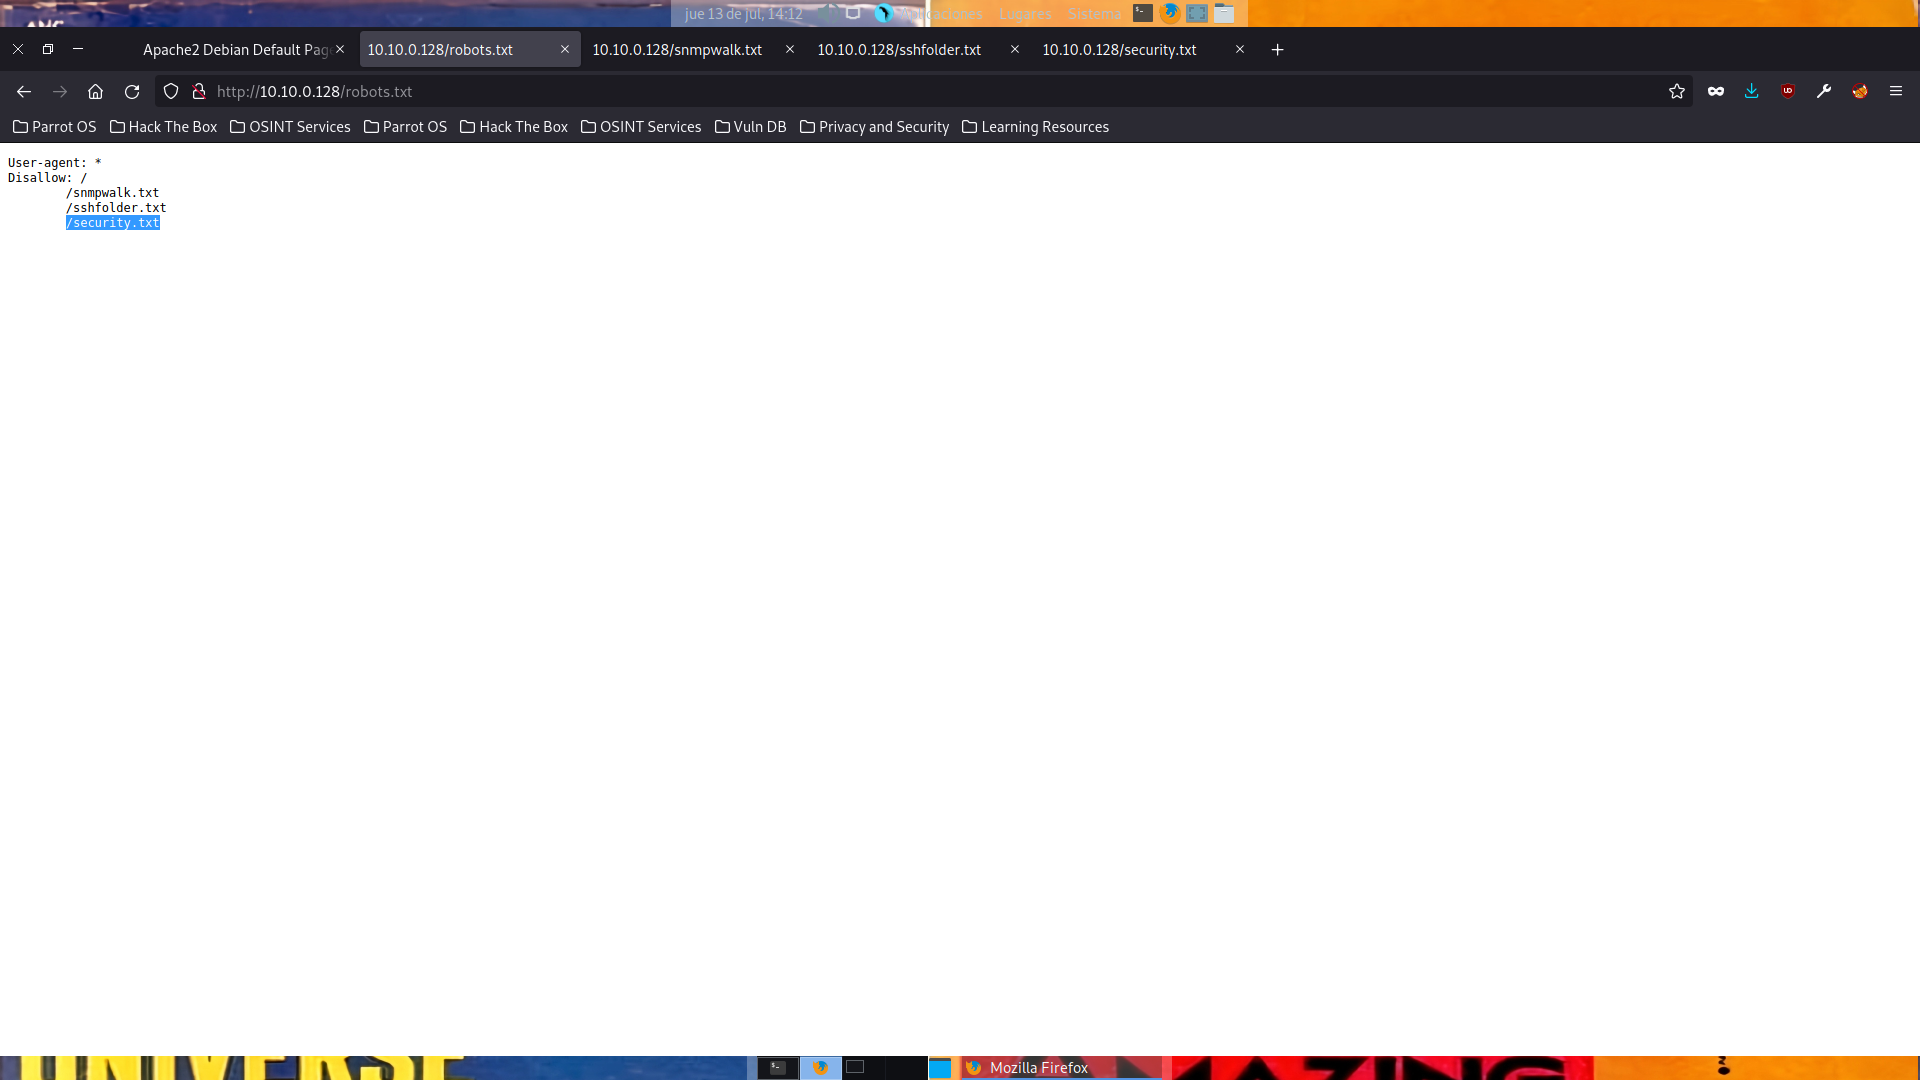 jue 13 de jul, 14:12 Aplicaciones Lugares Sistema
Apache2 Debian Default Pag
10.10.0.128/robots.txt
10.10.0.128/snmpwalk.txt
10.10.0.128/sshfolder.txt
10.10.0.128/security.txt
http://10.10.0.128/robots.txt
Parrot OS Hack The Box OSINT Services Parrot OS Hack The Box OSINT Services Vuln DB Privacy and Security Learning Resources
User-agent: *
Disallow: /
/snmpwalk.txt
/sshfolder.txt
/security.txt
UNIVERSE
Mozilla Firefox
AMAZING